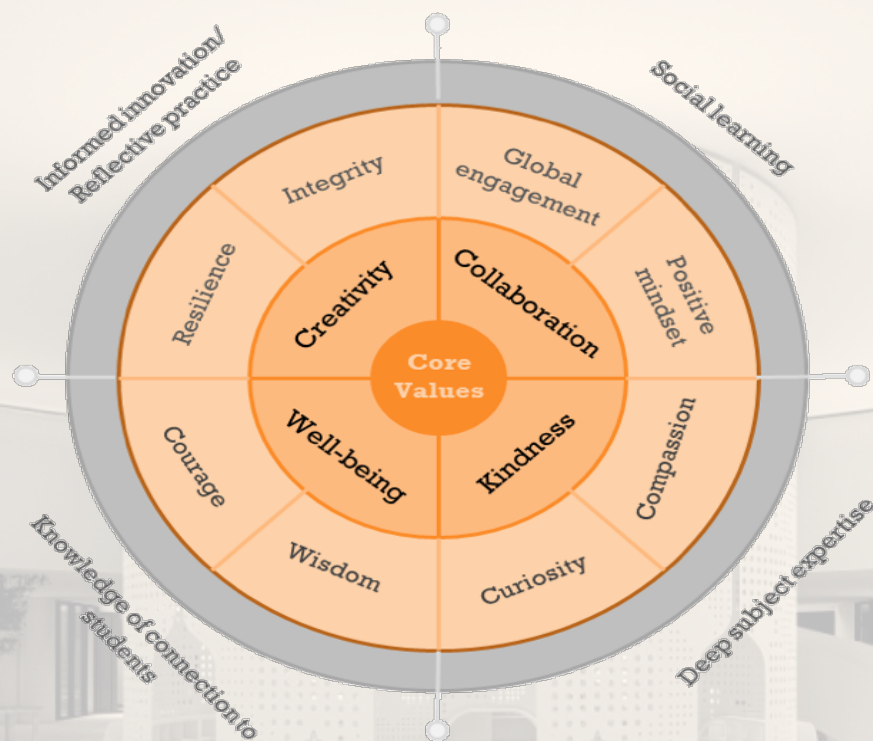 Informed innovation/
Reflective practice
Social learning
Integrity
Global
engagement
Resilience
Positive
mindset
Creativity
Collaboration
Core
Values
Well-being
Kindness
Courage
Compassion
Wisdom
Curiosity
Knowledge of connection to
students
Deep subject expertise